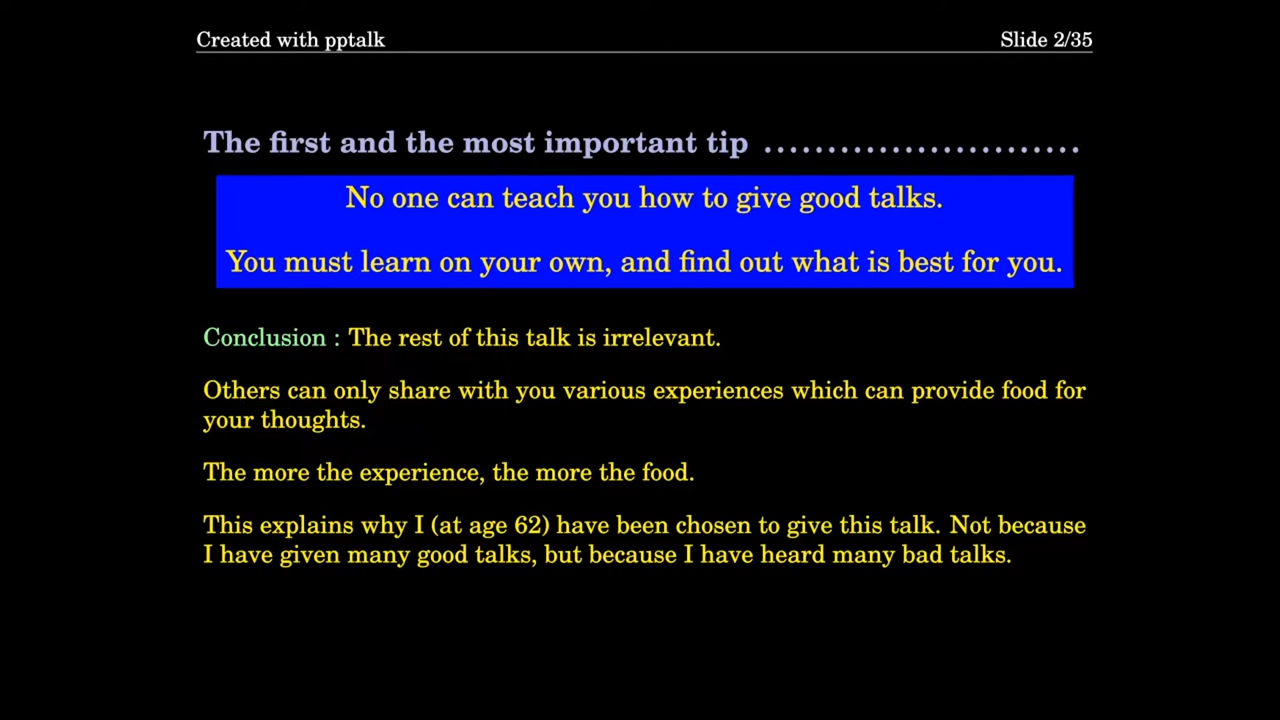 Created with pptalk
Slide 2/35
The first and the most important tip .........................
No one can teach you how to give good talks.
You must learn on your own, and find out what is best for you.
Conclusion : The rest of this talk is irrelevant.
Others can only share with you various experiences which can provide food for
your thoughts.
The more the experience, the more the food.
This explains why I (at age 62) have been chosen to give this talk. Not because
I have given many good talks, but because I have heard many bad talks.